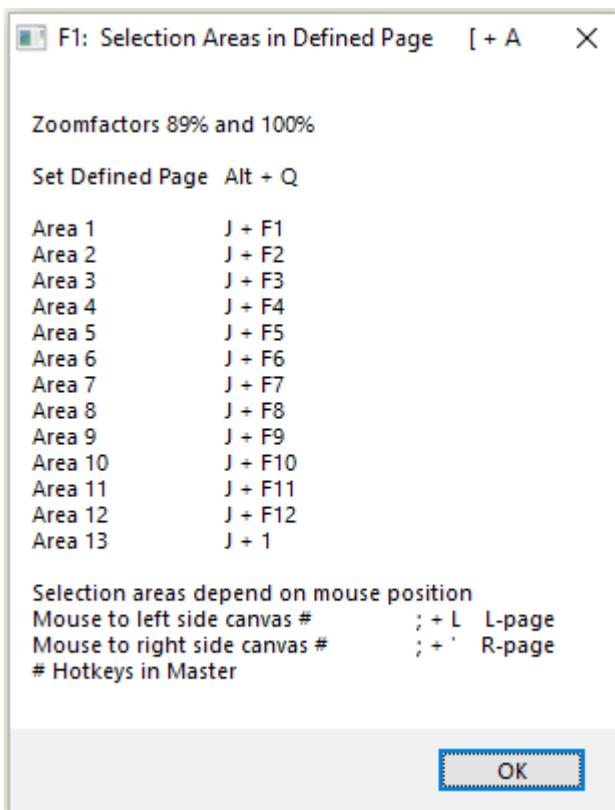 F1: Selection Areas in Defined Page [ + A
Zoomfactors 89% and 100%
Set Defined Page Alt + Q
Area 1 J + F1
Area 2 J + F2
Area 3 J + F3
Area 4 J + F4
Area 5 J + F5
Area 6 J + F6
Area 7 J + F7
Area 8 J + F8
Area 9 J + F9
Area 10 J + F10
Area 11 J + F11
Area 12 J + F12
Area 13 J + 1
Selection areas depend on mouse position
Mouse to left side canvas # ; + L L-page
Mouse to right side canvas # ; + ' R-page
# Hotkeys in Master
OK